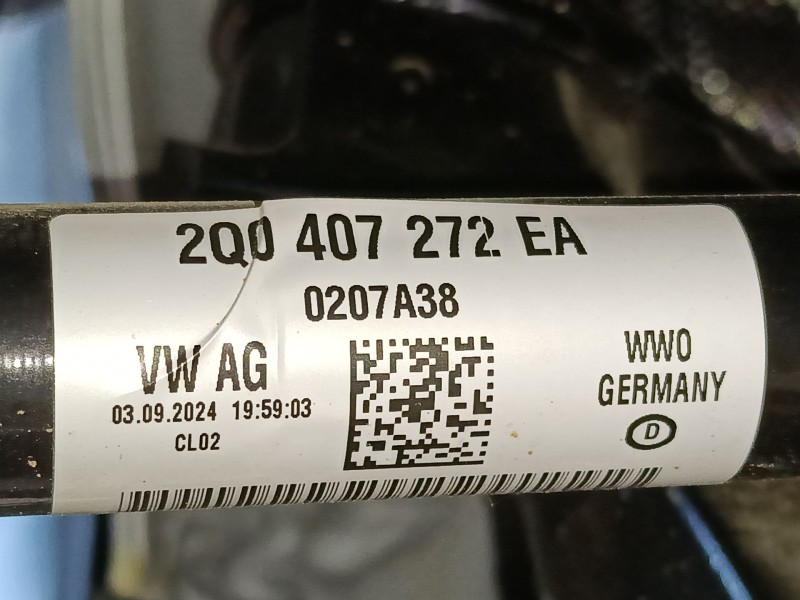 2Q0 407 272 EA
0207A38
VW AG
03.09.2024 19:59:03
CL02
WWO
GERMANY
D